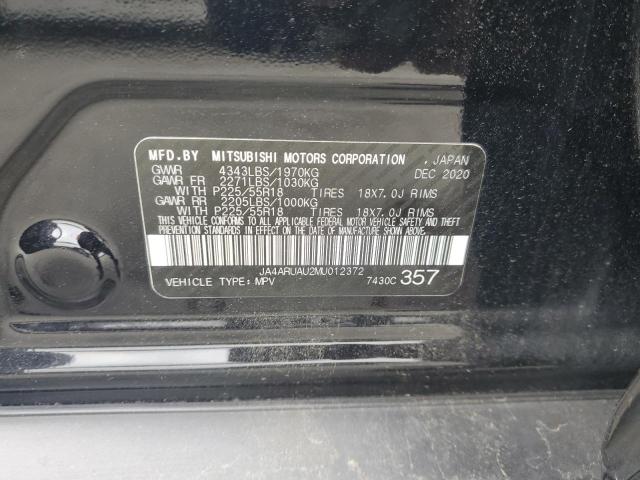 MFD.BY MITSUBISHI MOTORS CORPORATION , JAPAN
GVWR 4343LBS/1970KG DEC 2020
GAWR FR 2271LBS/1030KG
WITH P225/55R18 TIRES 18X7.0J RIMS
GAWR RR 2205LBS/1000KG
WITH P225/55R18 TIRES 18X7.0J RIMS
THIS VEHICLE CONFORMS TO ALL APPLICABLE FEDERAL MOTOR VEHICLE SAFETY AND THEFT
PREVENTION STANDARDS IN EFFECT ON THE DATE OF MANUFACTURE SHOWN ABOVE.
JA4ARUAU2MU012372
VEHICLE TYPE: MPV 7430C 357